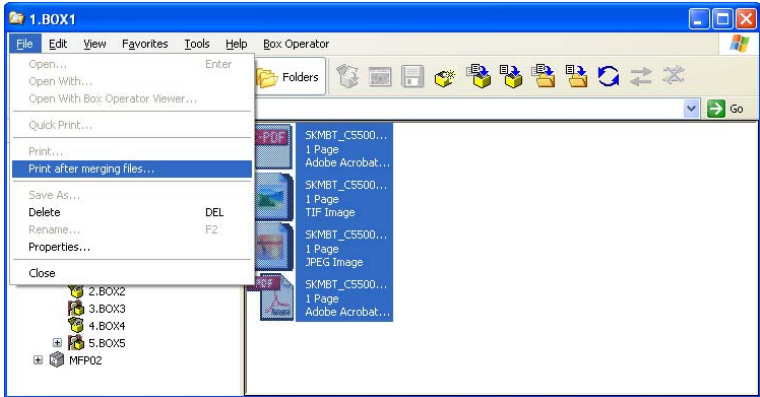 1.BOX1
File Edit View Favorites Tools Help Box Operator
Open... Enter
Open With...
Open With Box Operator Viewer...
Quick Print...
Print...
Print after merging files...
Save As...
Delete DEL
Rename... F2
Properties...
Close
Folders
Go
PDF
SKMBT_C5500...
1 Page
Adobe Acrobat...
SKMBT_C5500...
1 Page
TIF Image
SKMBT_C5500...
1 Page
JPEG Image
PDF
Adobe
SKMBT_C5500...
1 Page
Adobe Acrobat...
2.BOX2
3.BOX3
4.BOX4
5.BOX5
MFP02